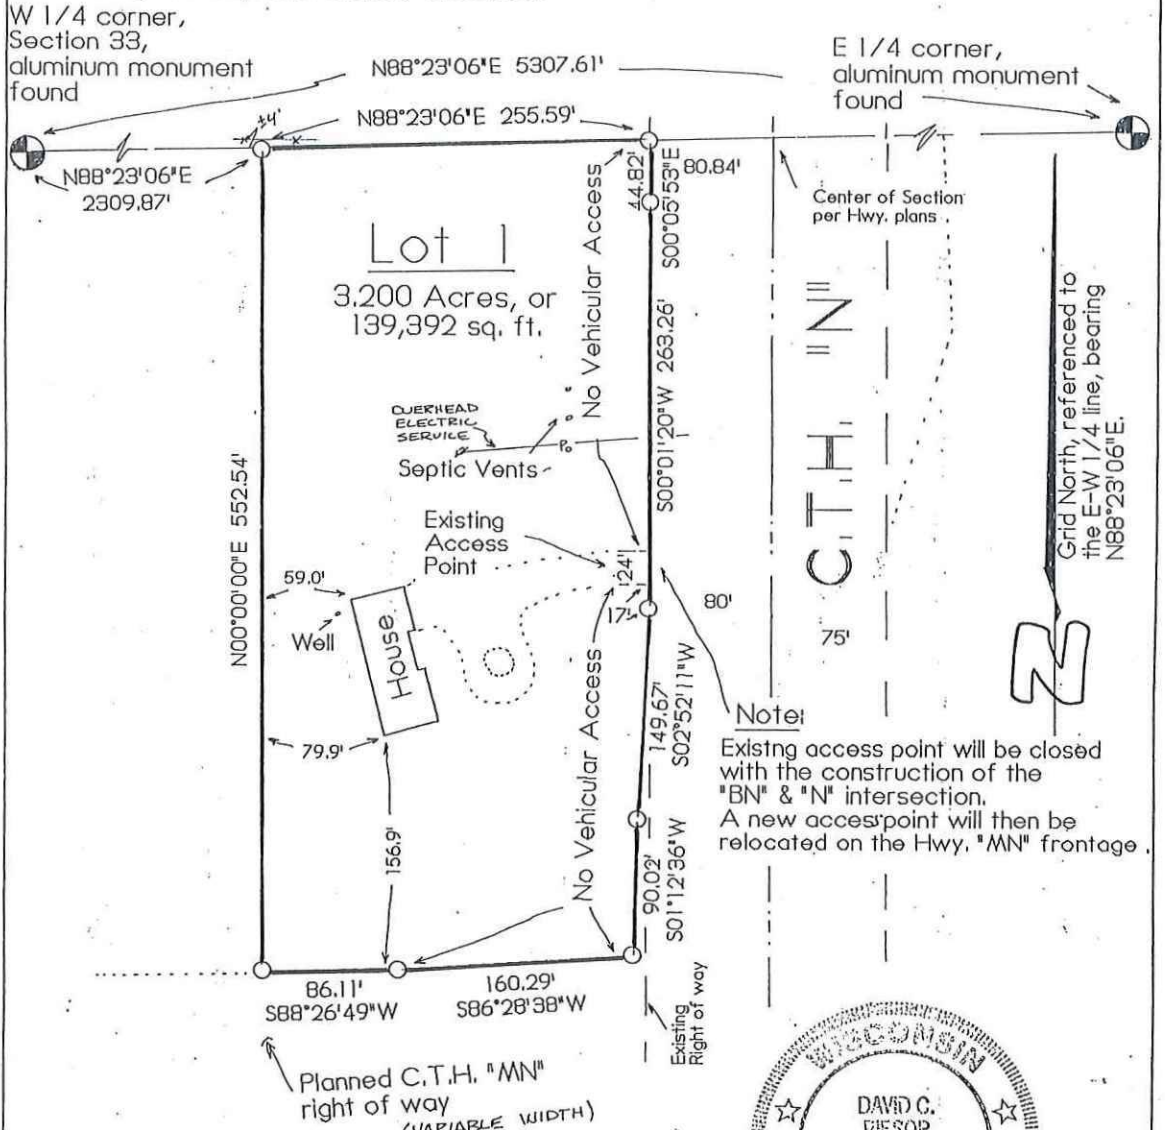 W 1/4 corner,
Section 33,
aluminum monument
found
N88°23'06"E 5307.61'
E 1/4 corner,
aluminum monument
found
±4'
N88°23'06"E 255.59'
N88°23'06"E
2309.87'
44.82'
S00°05'53"E
80.84'
Center of Section
per Hwy. plans
Lot 1
3.200 Acres, or
139,392 sq. ft.
No Vehicular Access
S00°01'20"W 263.26'
C.T.H. "N"
Grid North, referenced to
the E-W 1/4 line, bearing
N88°23'06"E.
OVERHEAD
ELECTRIC
SERVICE
Po
Septic Vents
N00°00'00"E 552.54'
Existing
Access
Point
24'
17'
59.0'
Well
House
80'
75'
N
No Vehicular Access
149.67'
S02°52'11"W
79.9'
156.9'
Note:
Existng access point will be closed
with the construction of the
"BN" & "N" intersection.
A new access point will then be
relocated on the Hwy. "MN" frontage.
90.02'
S01°12'36"W
86.11'
S88°26'49"W
160.29'
S86°28'38"W
Existing
Right of way
Planned C.T.H. "MN"
right of way
(VARIABLE WIDTH)
WISCONSIN
DAVID C.